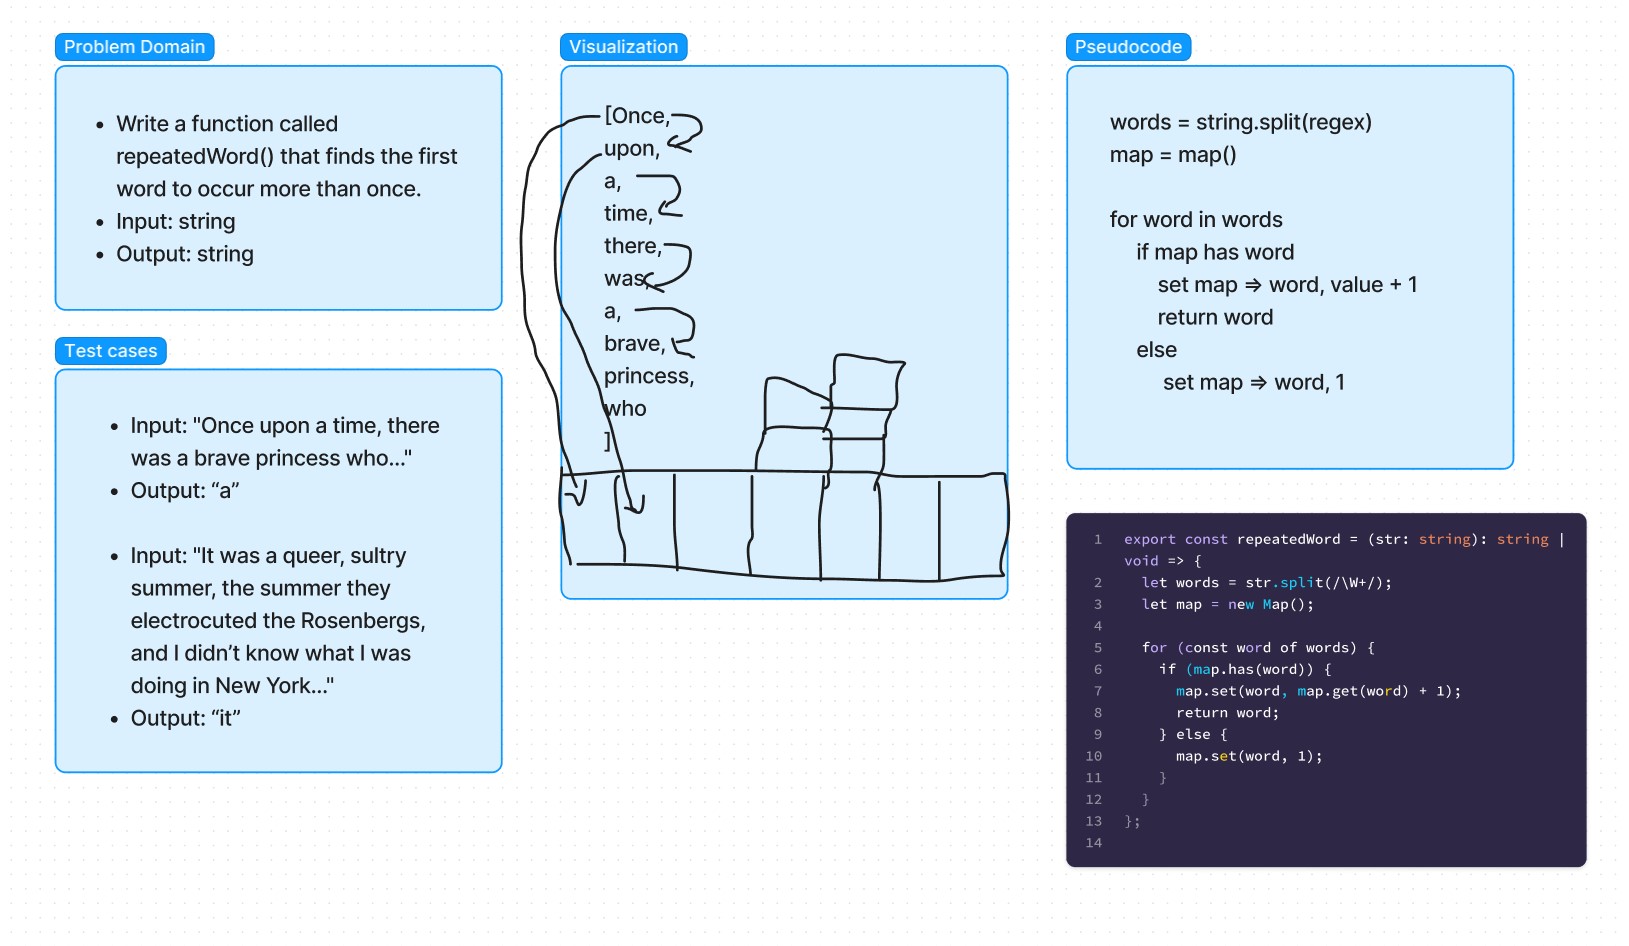 Problem Domain
• Write a function called
repeatedWord() that finds the first
word to occur more than once.
• Input: string
• Output: string
Test cases
• Input: "Once upon a time, there
was a brave princess who..."
• Output: “a”
• Input: "It was a queer, sultry
summer, the summer they
electrocuted the Rosenbergs,
and I didn’t know what I was
doing in New York..."
• Output: “it”
Visualization
[Once,
upon,
a,
time,
there,
was,
a,
brave,
princess,
who
]
Pseudocode
words = string.split(regex)
map = map()
for word in words
if map has word
set map => word, value + 1
return word
else
set map => word, 1
1 export const repeatedWord = (str: string): string |
void => {
2 let words = str.split(/\W+/);
3 let map = new Map();
4
5 for (const word of words) {
6 if (map.has(word)) {
7 map.set(word, map.get(word) + 1);
8 return word;
9 } else {
10 map.set(word, 1);
11 }
12 }
13 };
14